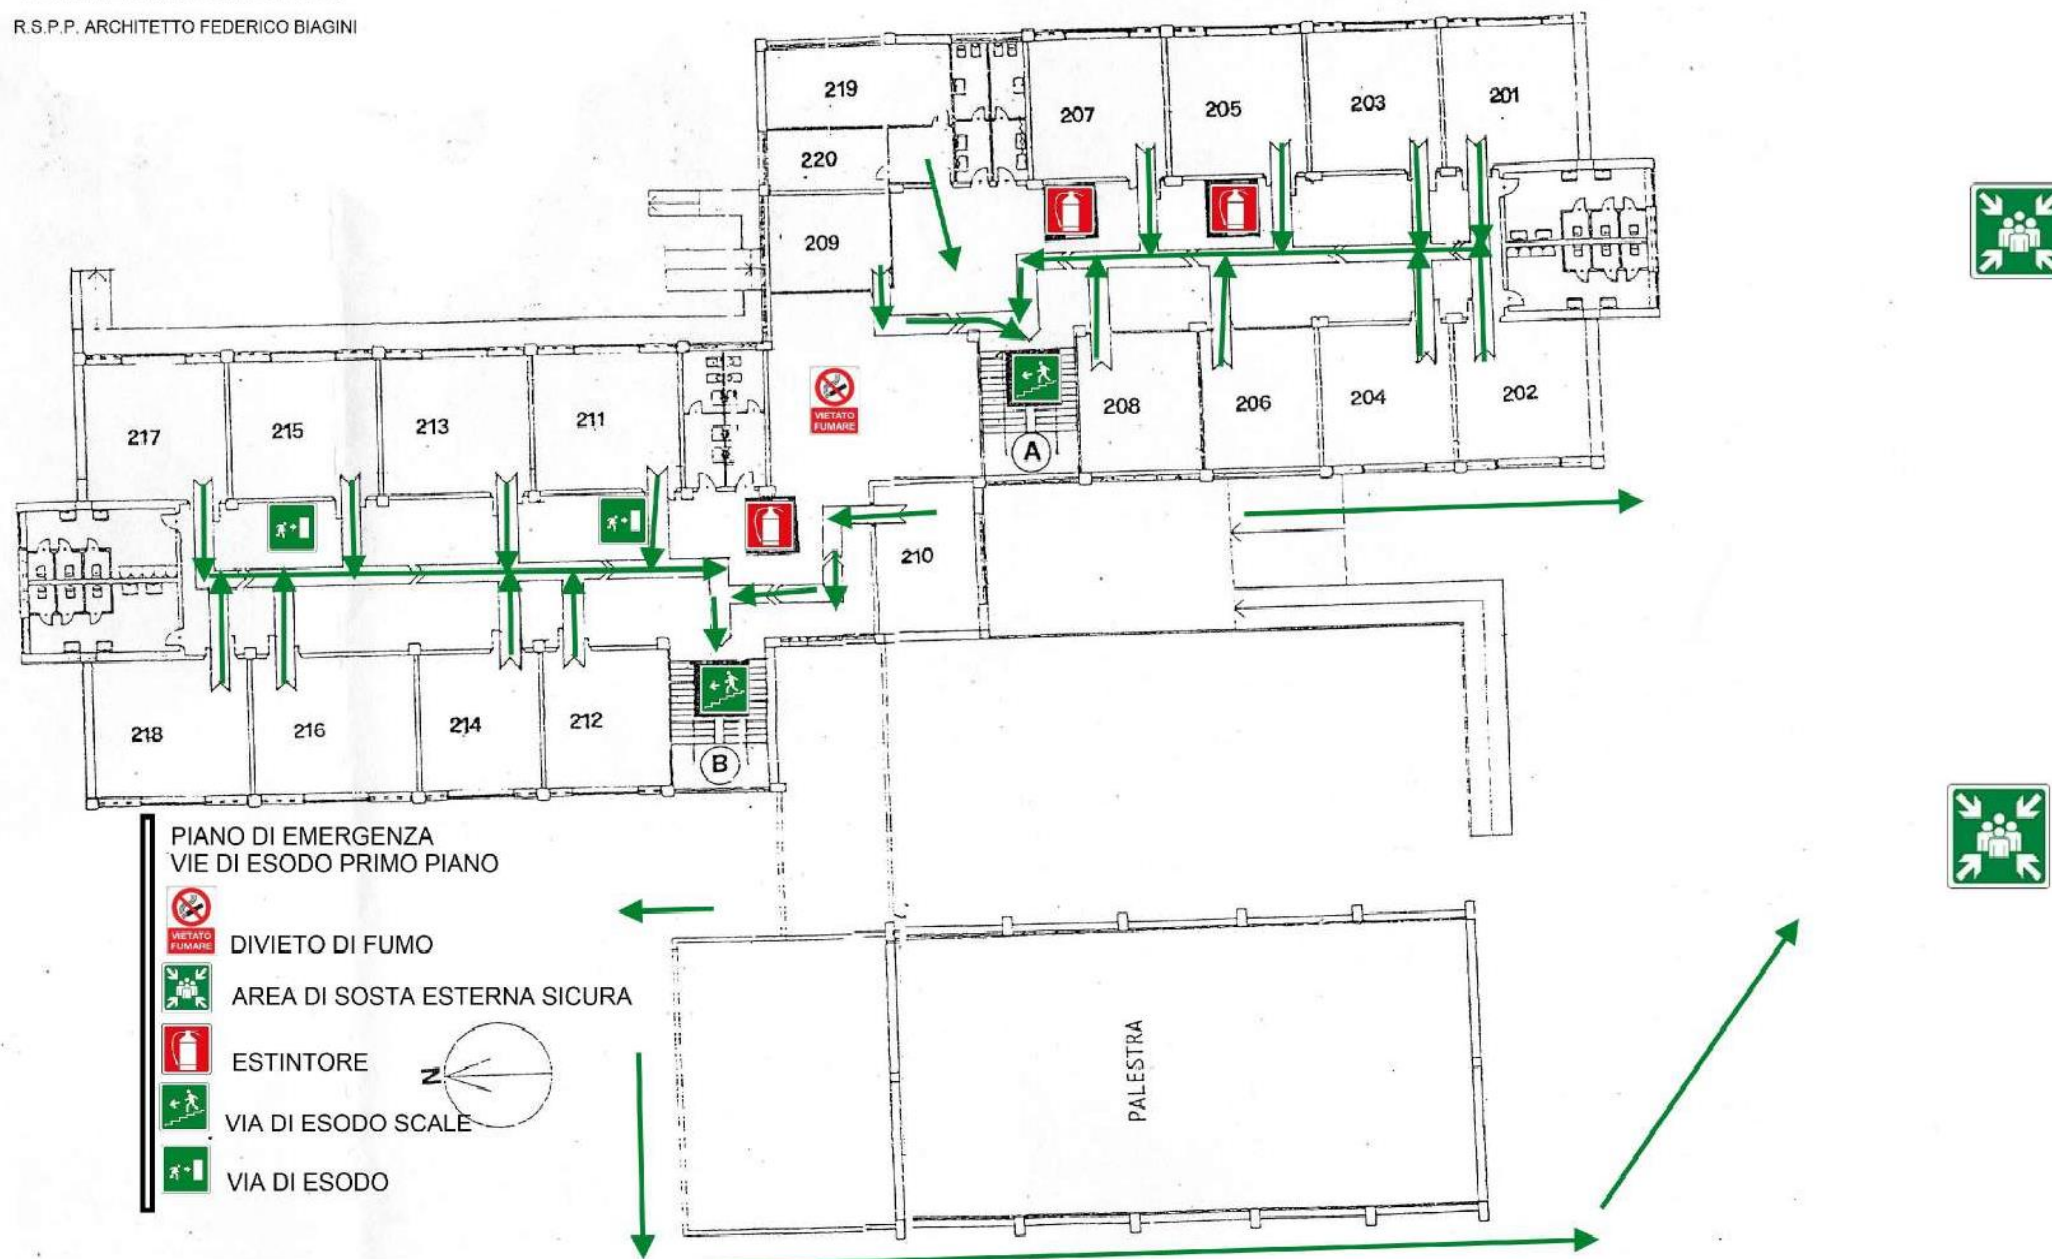 R.S.P.P. ARCHITETTO FEDERICO BIAGINI
219
207
205
203
201
220
209
VIETATO
FUMARE
208
206
204
202
A
217
215
213
211
210
218
216
214
212
B
PIANO DI EMERGENZA
VIE DI ESODO PRIMO PIANO
VIETATO
FUMARE
DIVIETO DI FUMO
AREA DI SOSTA ESTERNA SICURA
ESTINTORE
N
VIA DI ESODO SCALE
VIA DI ESODO
PALESTRA